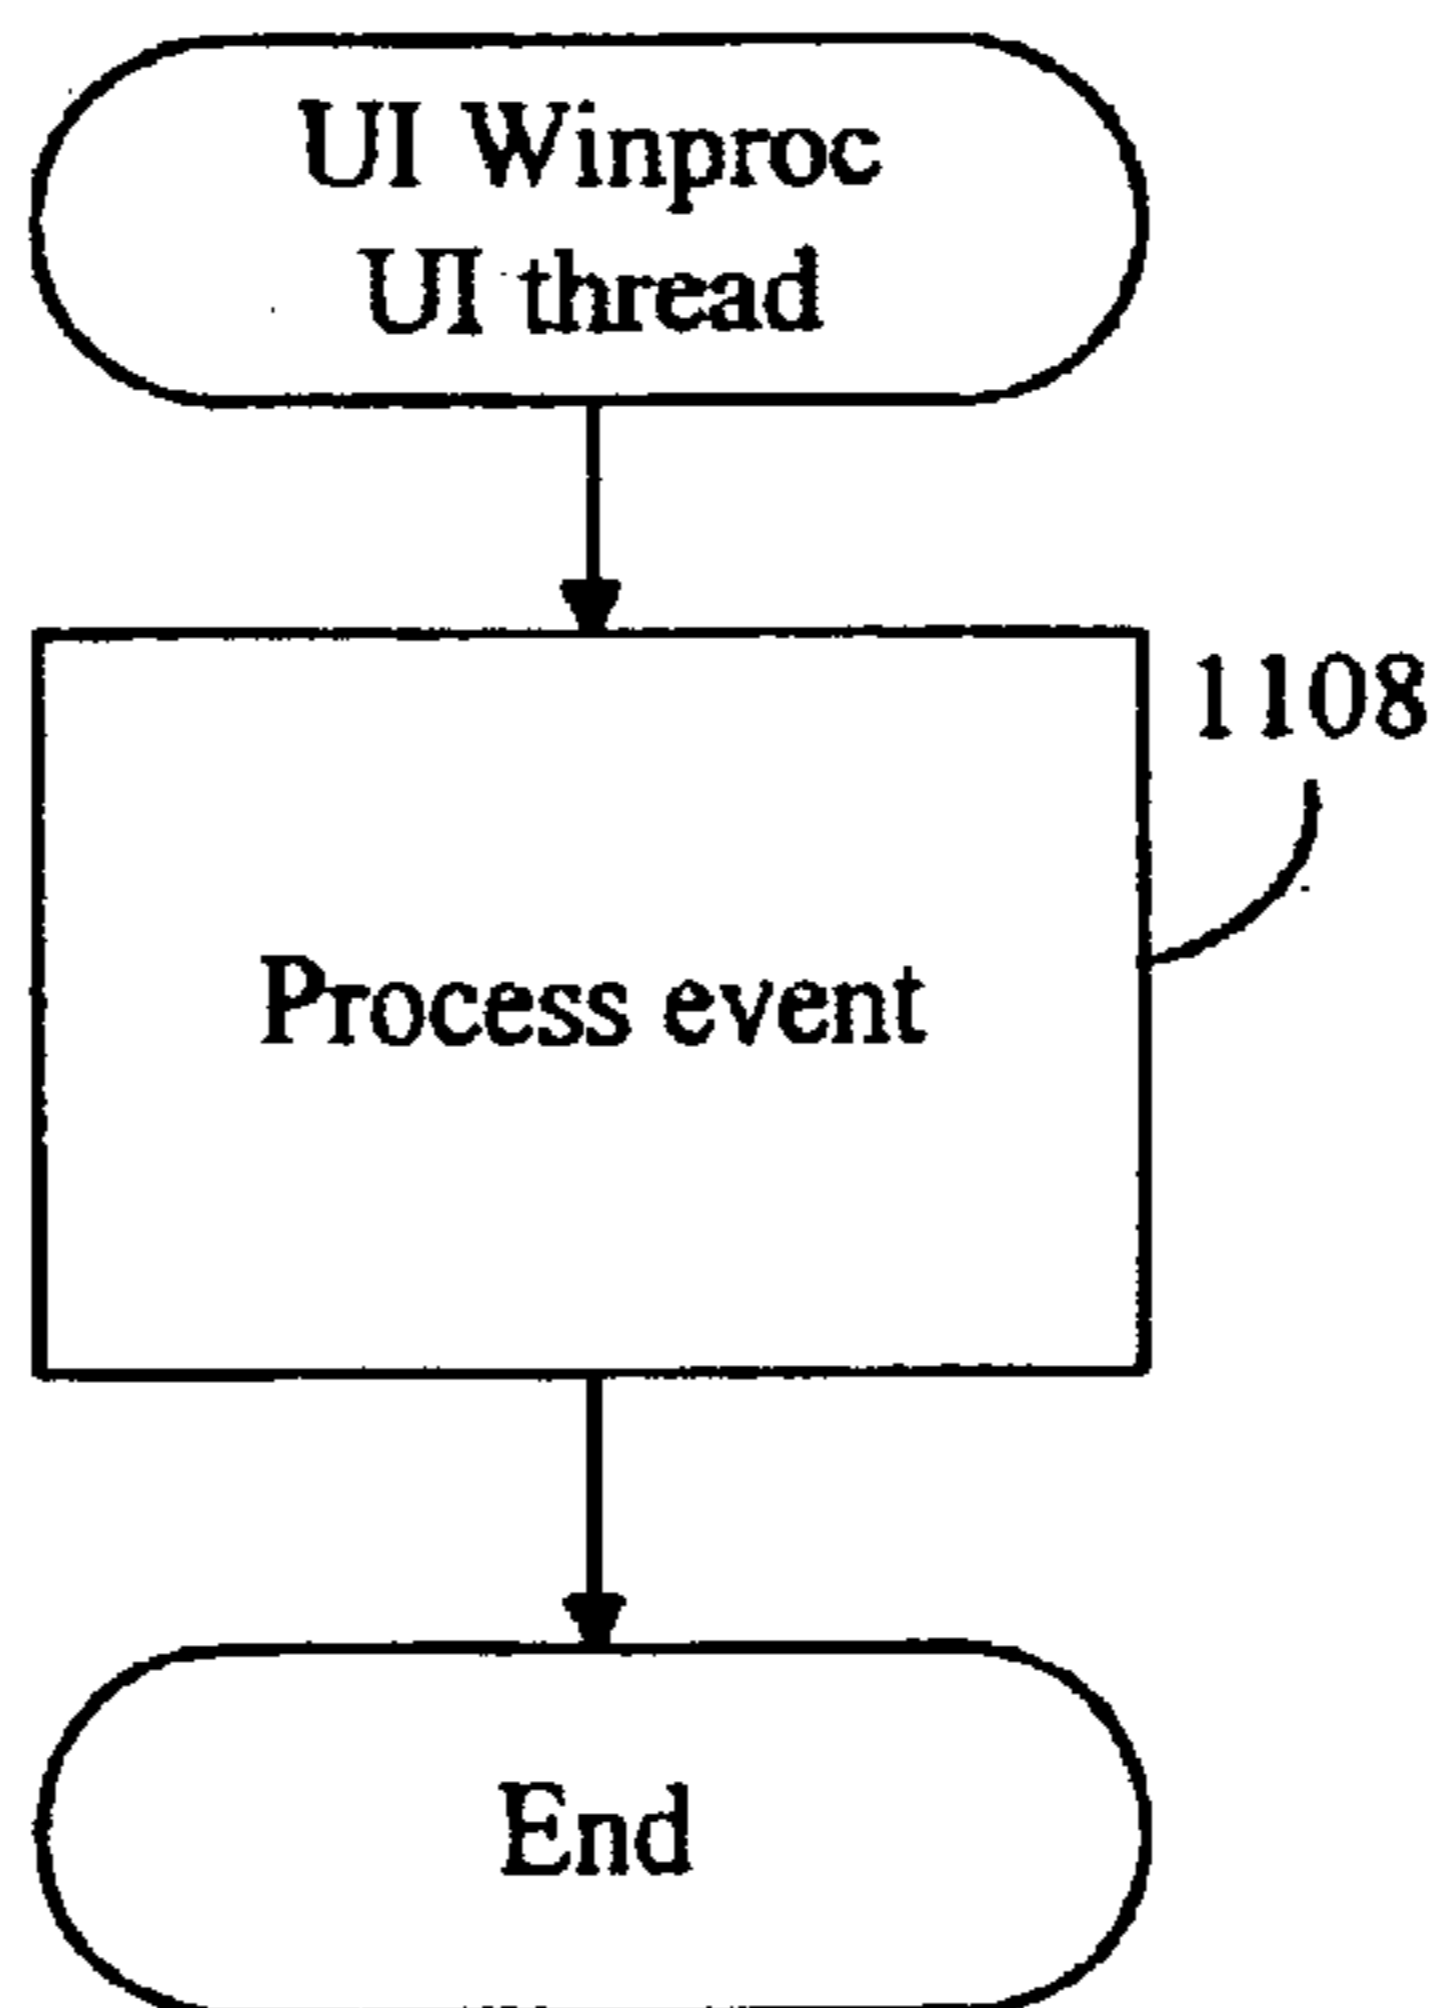 UI Winproc
UI thread
1108
Process event
End